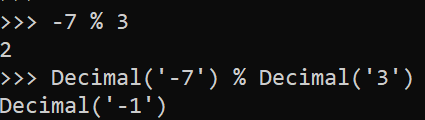 >>> -7 % 3
2
>>> Decimal('-7') % Decimal('3')
Decimal('-1')